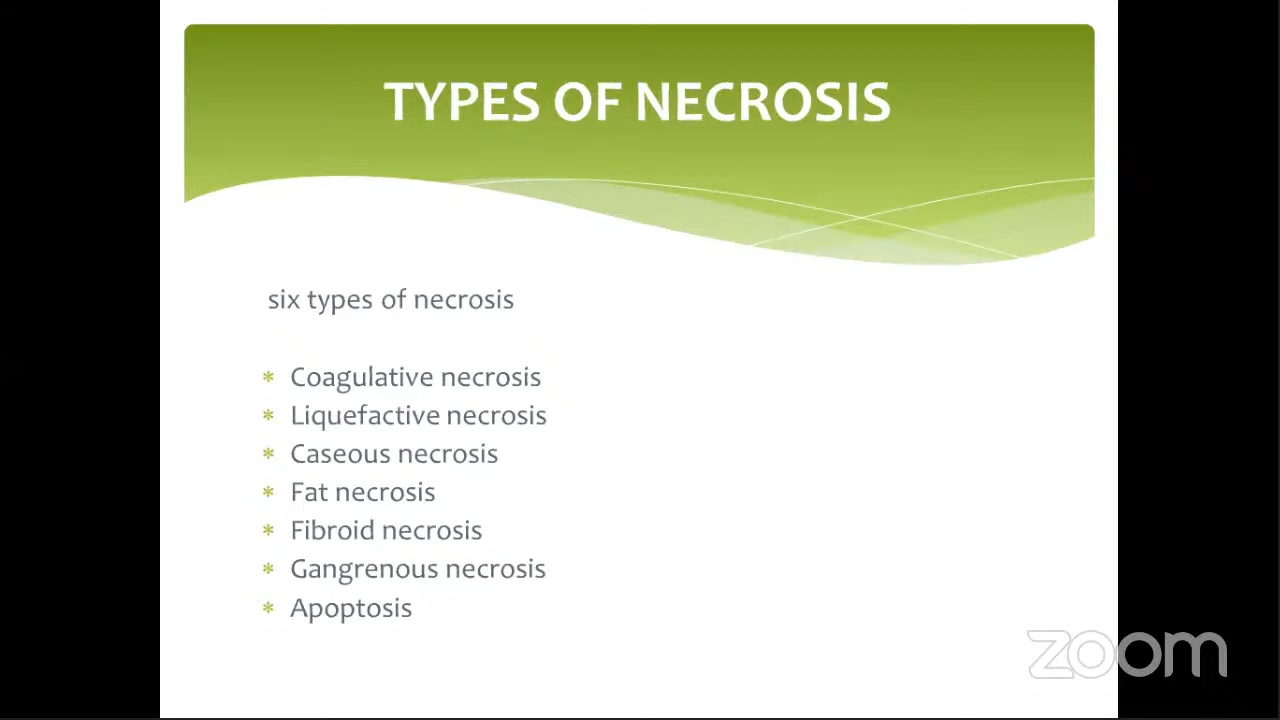 TYPES OF NECROSIS
six types of necrosis
* Coagulative necrosis
* Liquefactive necrosis
* Caseous necrosis
* Fat necrosis
* Fibroid necrosis
* Gangrenous necrosis
* Apoptosis
zoom